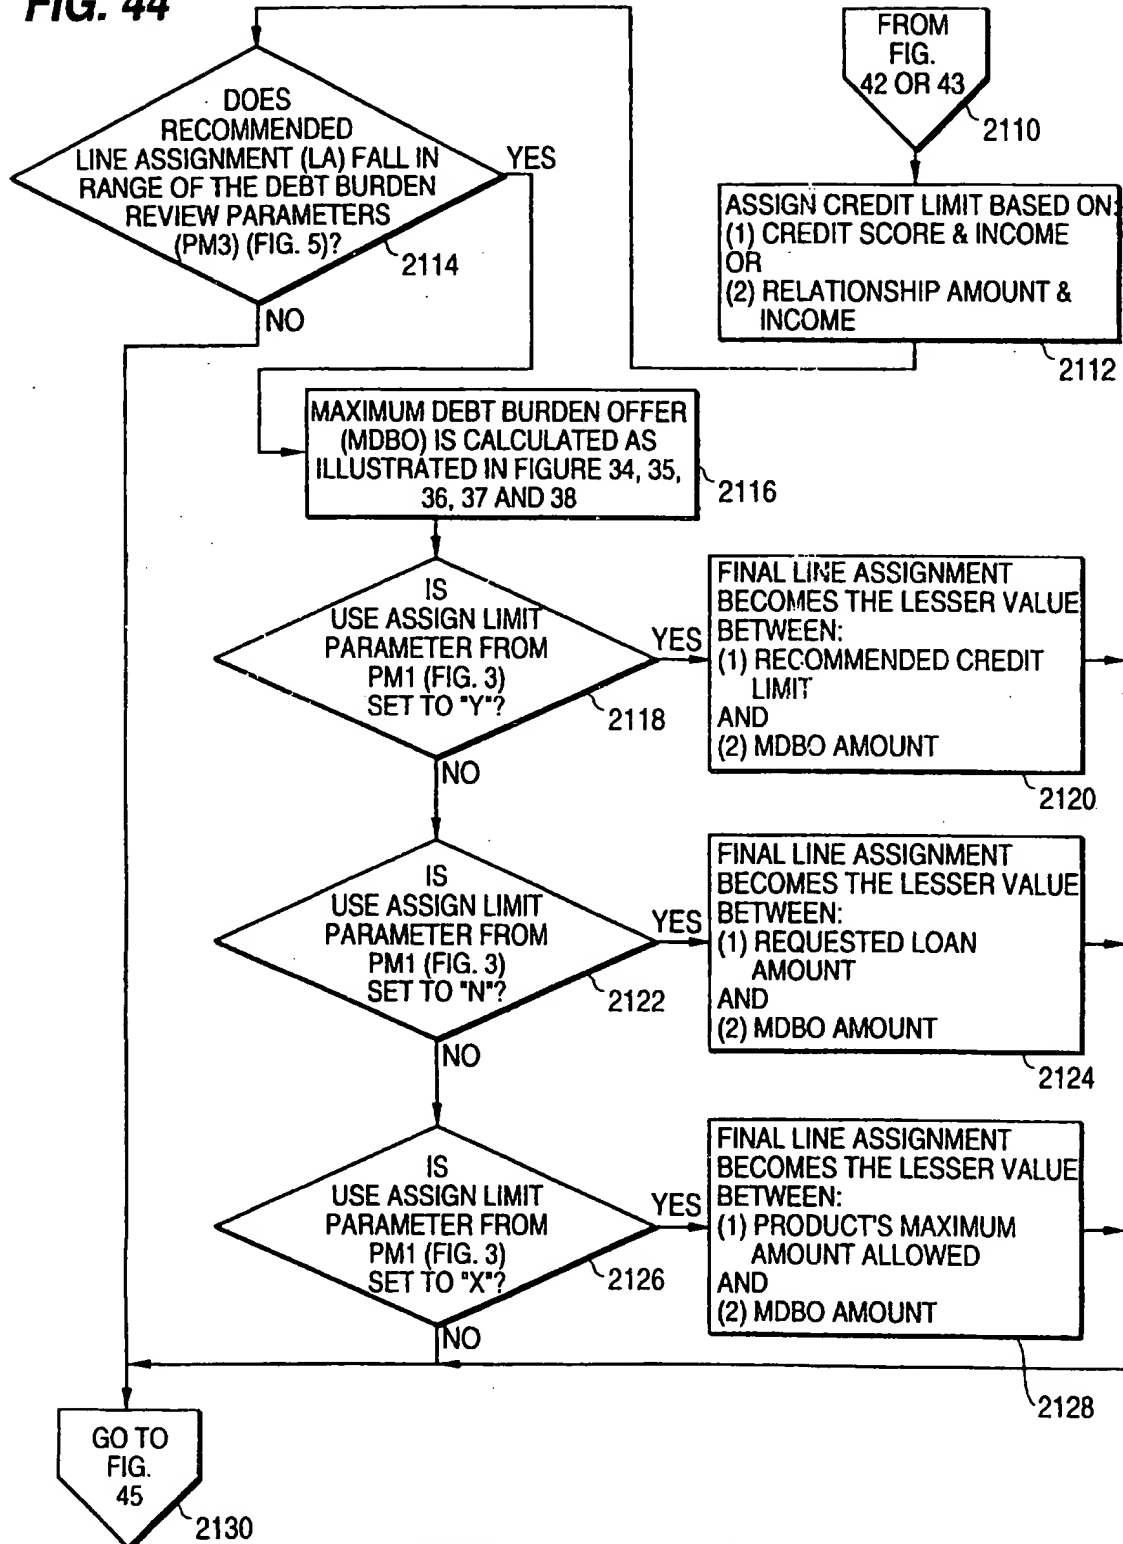 FIG. 44
FROM
FIG.
42 OR 43
2110
ASSIGN CREDIT LIMIT BASED ON:
(1) CREDIT SCORE & INCOME
OR
(2) RELATIONSHIP AMOUNT &
INCOME
2112
DOES
RECOMMENDED
LINE ASSIGNMENT (LA) FALL IN
RANGE OF THE DEBT BURDEN
REVIEW PARAMETERS
(PM3) (FIG. 5)?
2114
YES
NO
MAXIMUM DEBT BURDEN OFFER
(MDBO) IS CALCULATED AS
ILLUSTRATED IN FIGURE 34, 35,
36, 37 AND 38
2116
IS
USE ASSIGN LIMIT
PARAMETER FROM
PM1 (FIG. 3)
SET TO "Y"?
2118
YES
NO
FINAL LINE ASSIGNMENT
BECOMES THE LESSER VALUE
BETWEEN:
(1) RECOMMENDED CREDIT
LIMIT
AND
(2) MDBO AMOUNT
2120
IS
USE ASSIGN LIMIT
PARAMETER FROM
PM1 (FIG. 3)
SET TO "N"?
2122
YES
NO
FINAL LINE ASSIGNMENT
BECOMES THE LESSER VALUE
BETWEEN:
(1) REQUESTED LOAN
AMOUNT
AND
(2) MDBO AMOUNT
2124
IS
USE ASSIGN LIMIT
PARAMETER FROM
PM1 (FIG. 3)
SET TO "X"?
2126
YES
NO
FINAL LINE ASSIGNMENT
BECOMES THE LESSER VALUE
BETWEEN:
(1) PRODUCT'S MAXIMUM
AMOUNT ALLOWED
AND
(2) MDBO AMOUNT
2128
GO TO
FIG.
45
2130